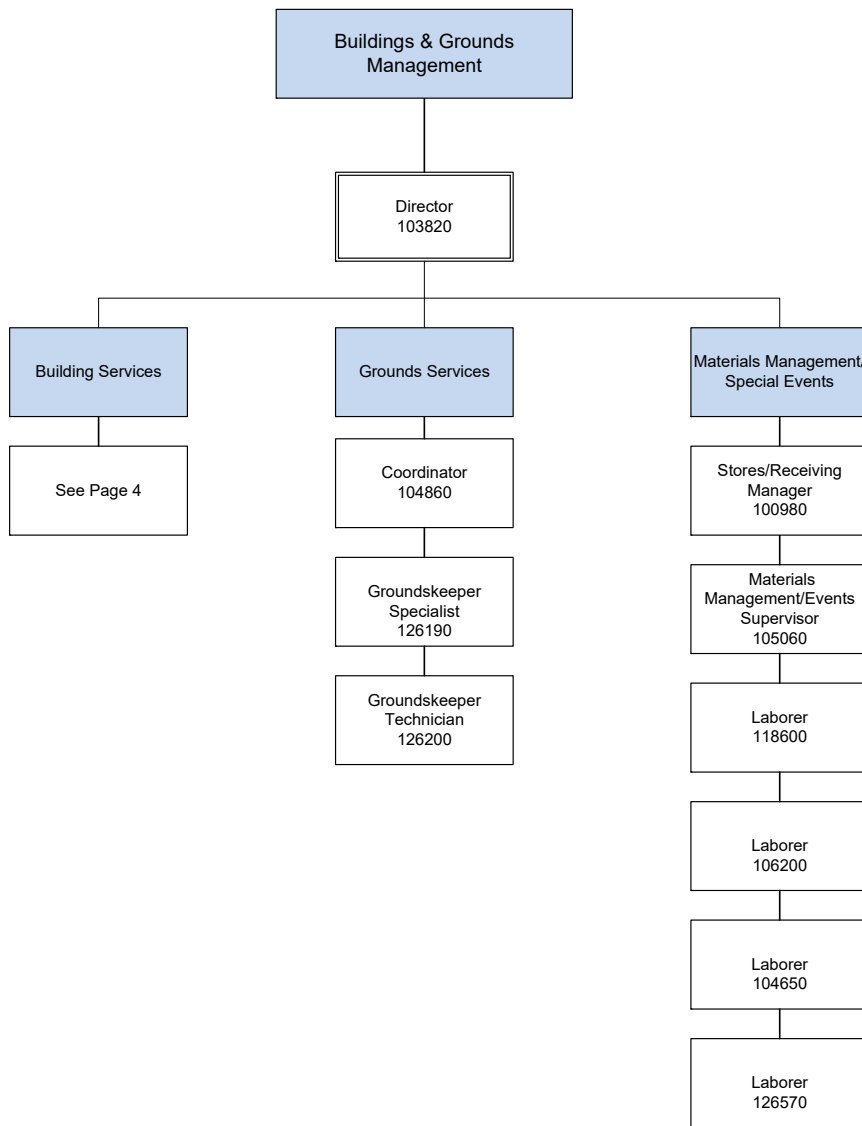 Buildings & Grounds
Management
Director
103820
Building Services
See Page 4
Grounds Services
Coordinator
104860
Groundskeeper
Specialist
126190
Groundskeeper
Technician
126200
Materials Management/
Special Events
Stores/Receiving
Manager
100980
Materials
Management/Events
Supervisor
105060
Laborer
118600
Laborer
106200
Laborer
104650
Laborer
126570